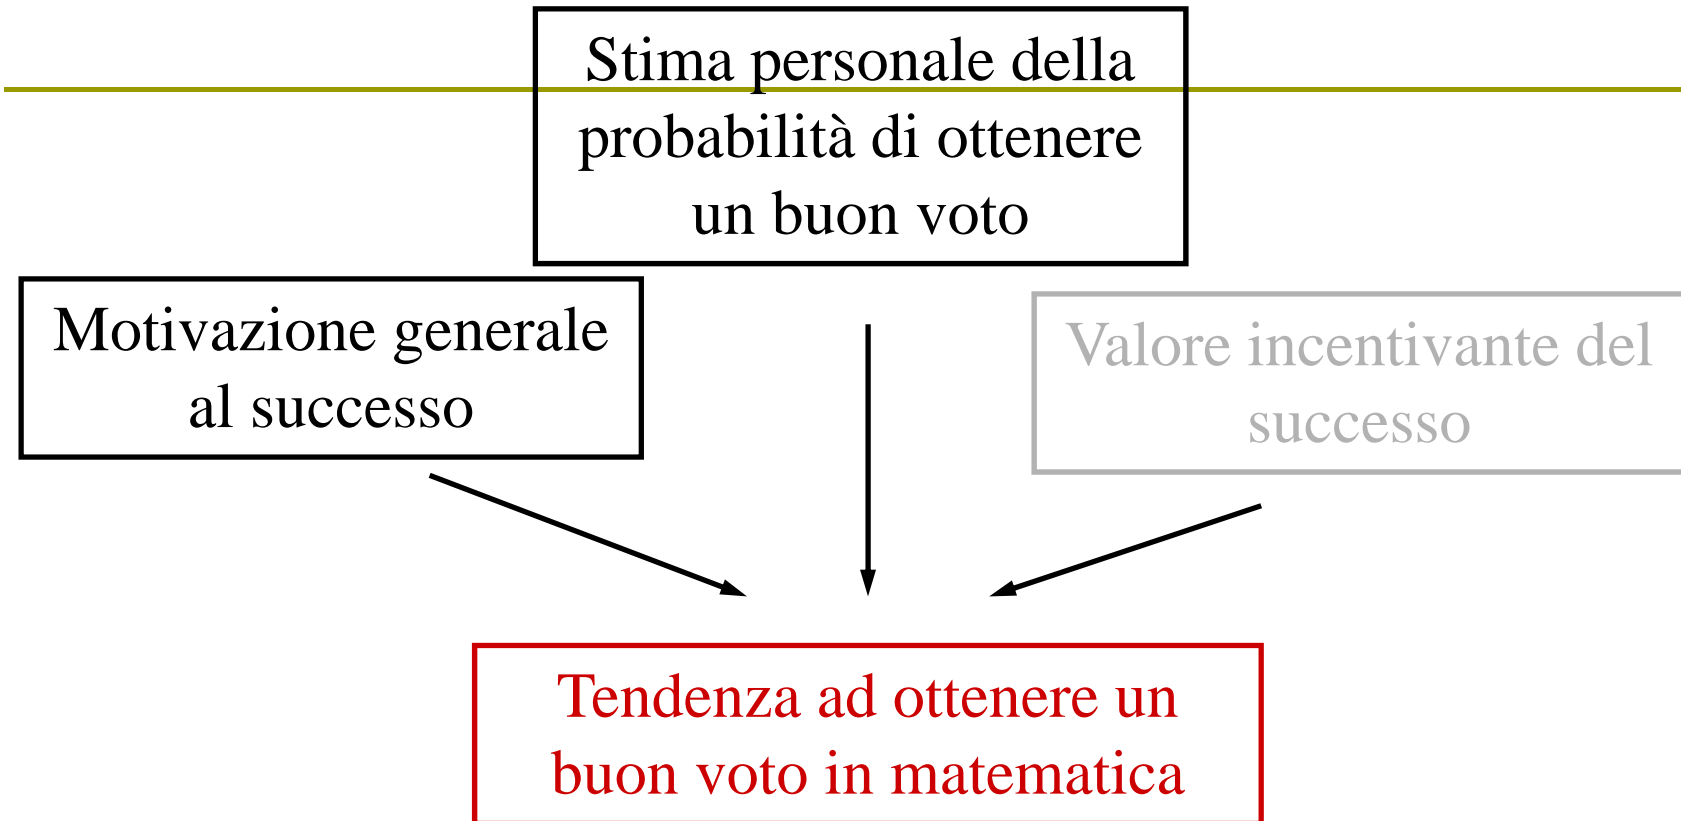 Stima personale della
probabilità di ottenere
un buon voto
Motivazione generale
al successo
Valore incentivante del
successo
Tendenza ad ottenere un
buon voto in matematica